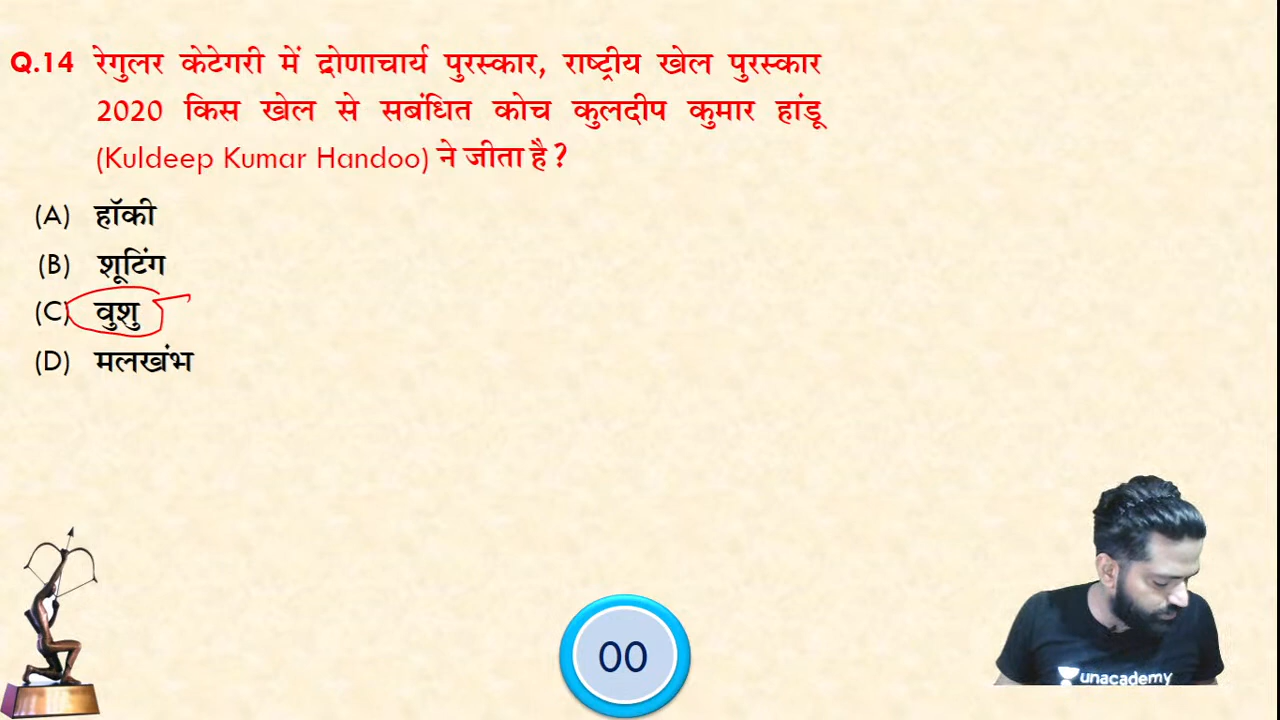 Q.14 रेगुलर केटेगरी में द्रोणाचार्य पुरस्कार, राष्ट्रीय खेल पुरस्कार
2020 किस खेल से सबंधित कोच कुलदीप कुमार हांडू
(Kuldeep Kumar Handoo) ने जीता है?
(A) हॉकी
(B) शूटिंग
(C) वुशु
(D) मलखंभ
00
unacademy